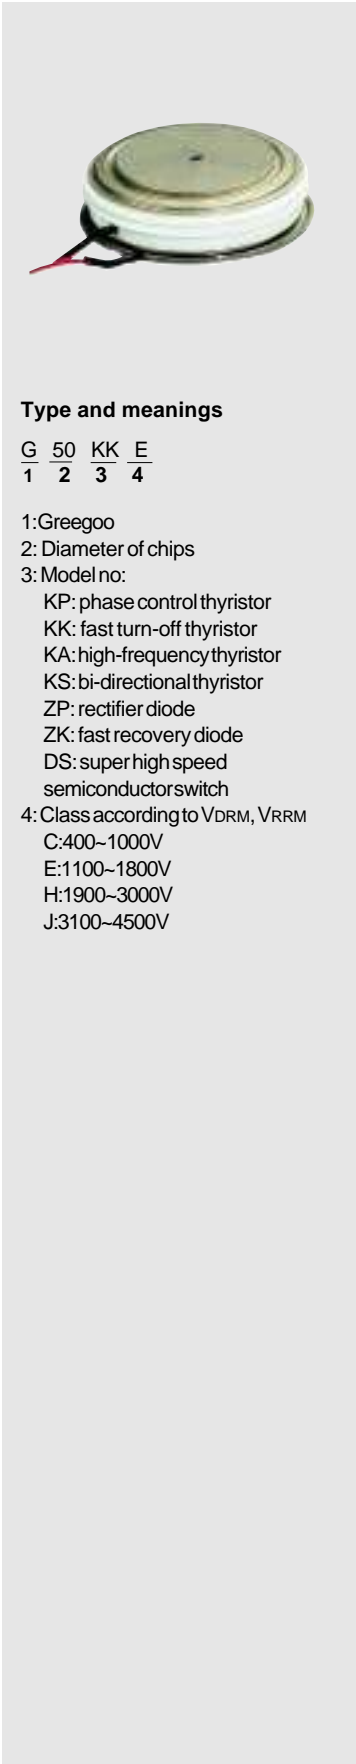 Type and meanings
G 50 KK E
1 2 3 4
1:Greegoo
2: Diameter of chips
3: Model no:
KP: phase control thyristor
KK: fast turn-off thyristor
KA: high-frequency thyristor
KS: bi-directional thyristor
ZP: rectifier diode
ZK: fast recovery diode
DS: super high speed
semiconductor switch
4: Class according to VDRM, VRRM
C:400~1000V
E:1100~1800V
H:1900~3000V
J:3100~4500V